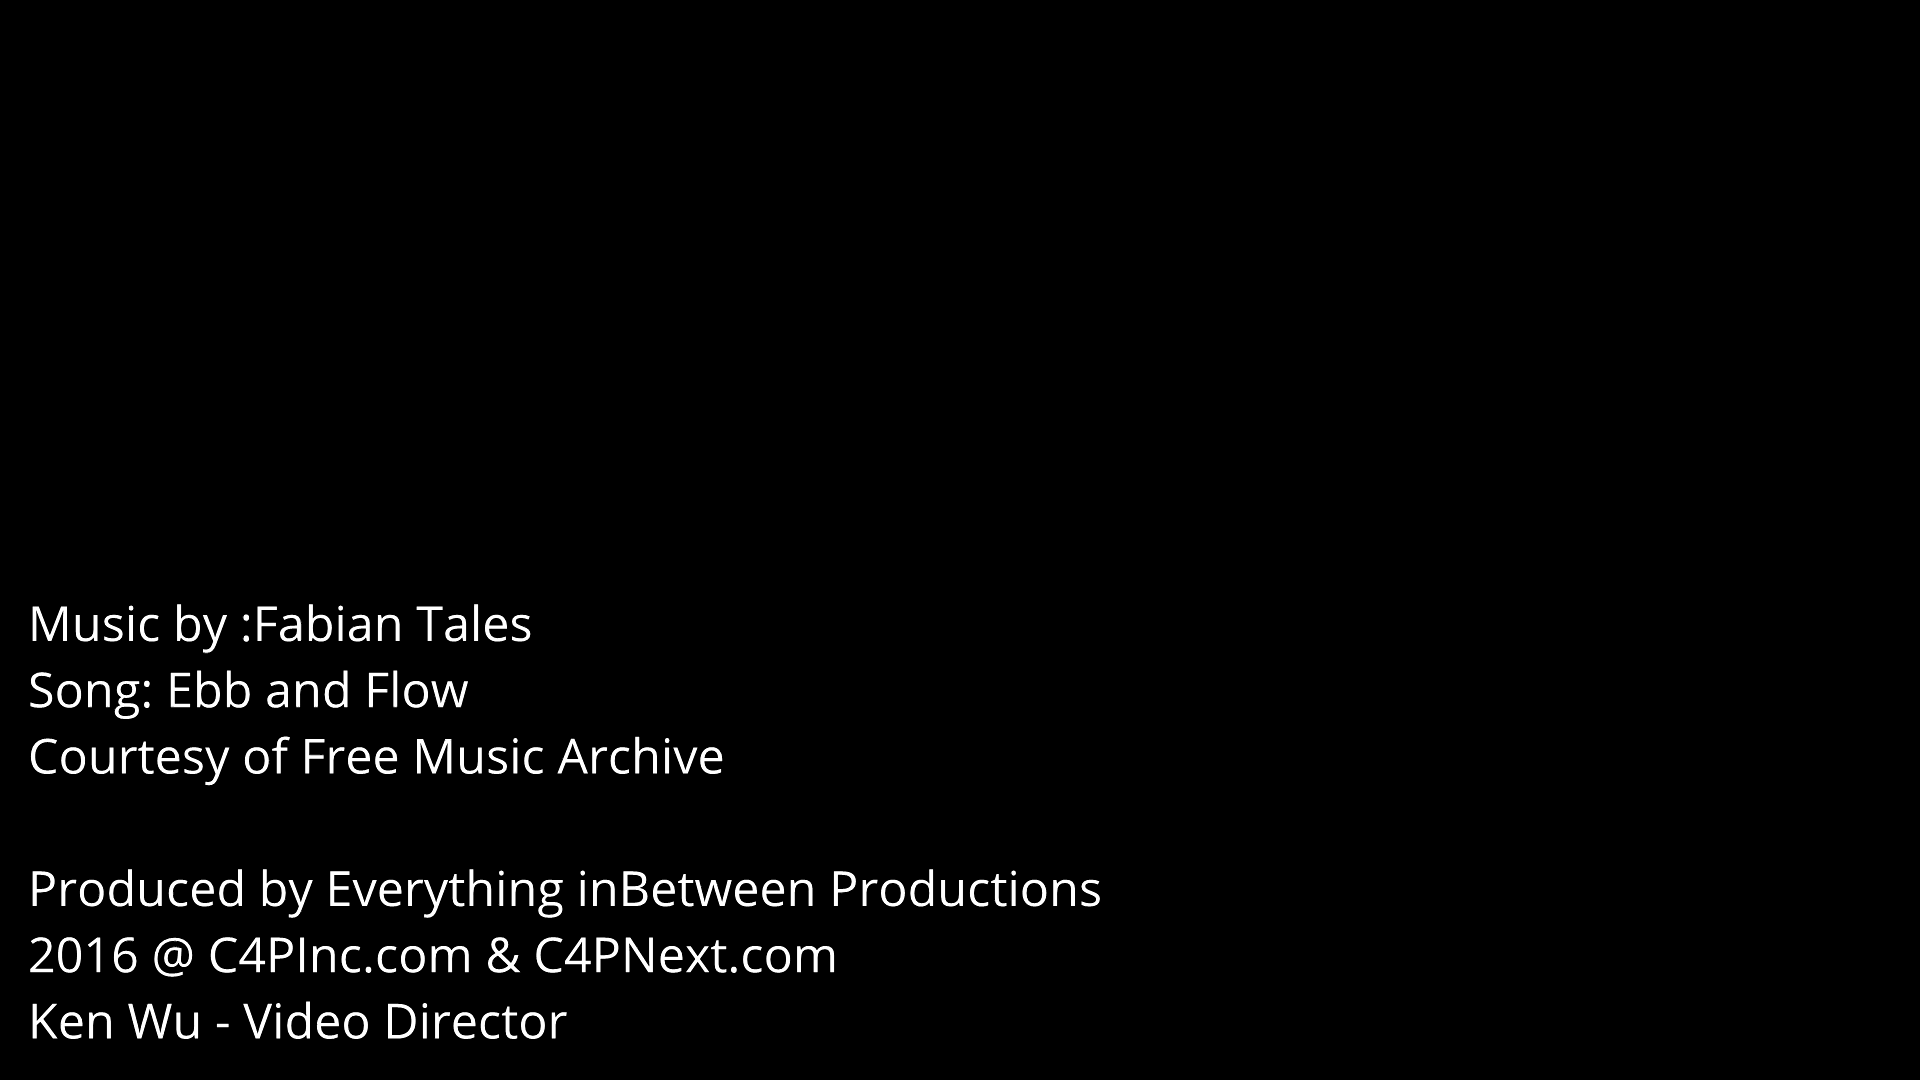 Music by :Fabian Tales
Song: Ebb and Flow
Courtesy of Free Music Archive
Produced by Everything inBetween Productions
2016 @ C4PInc.com & C4PNext.com
Ken Wu - Video Director